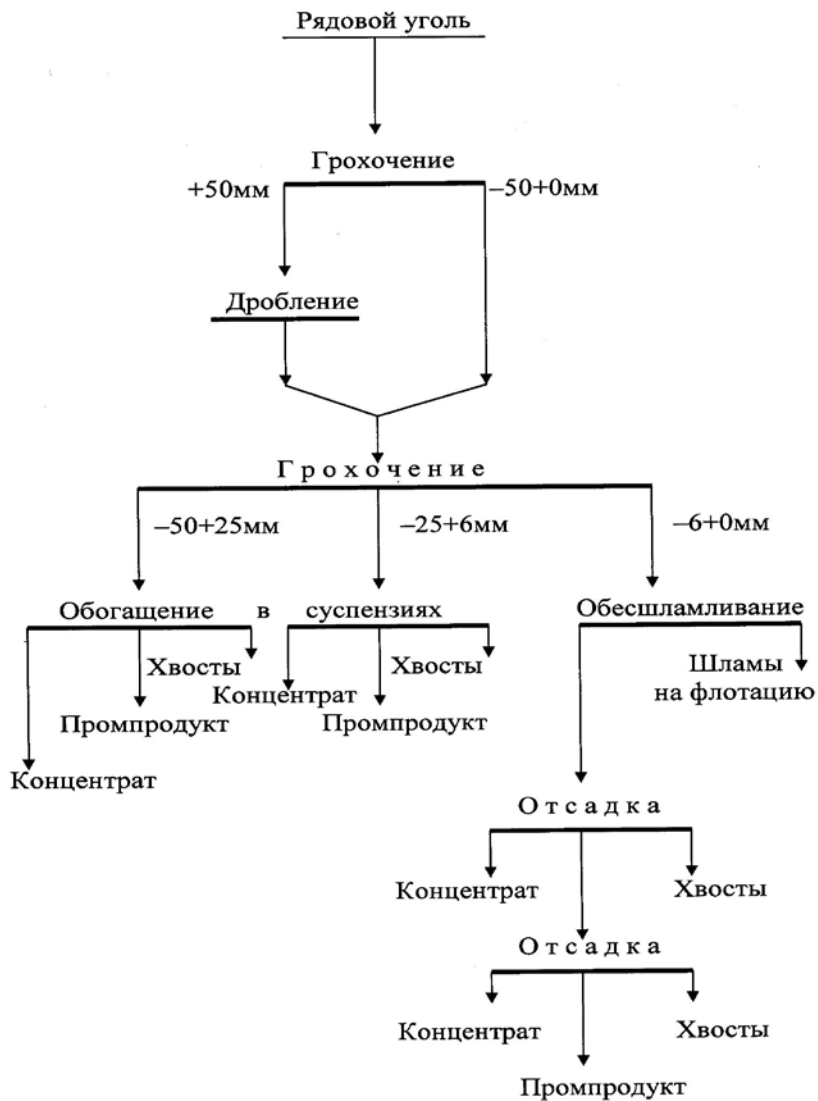 Рядовой уголь
Грохочение
+50мм
–50+0мм
Дробление
Грохочение
–50+25мм
–25+6мм
–6+0мм
Обогащение в суспензиях
Обесшламливание
Хвосты
Хвосты
Шламы
на флотацию
Концентрат
Промпродукт
Промпродукт
Концентрат
Отсадка
Концентрат
Хвосты
Отсадка
Концентрат
Хвосты
Промпродукт